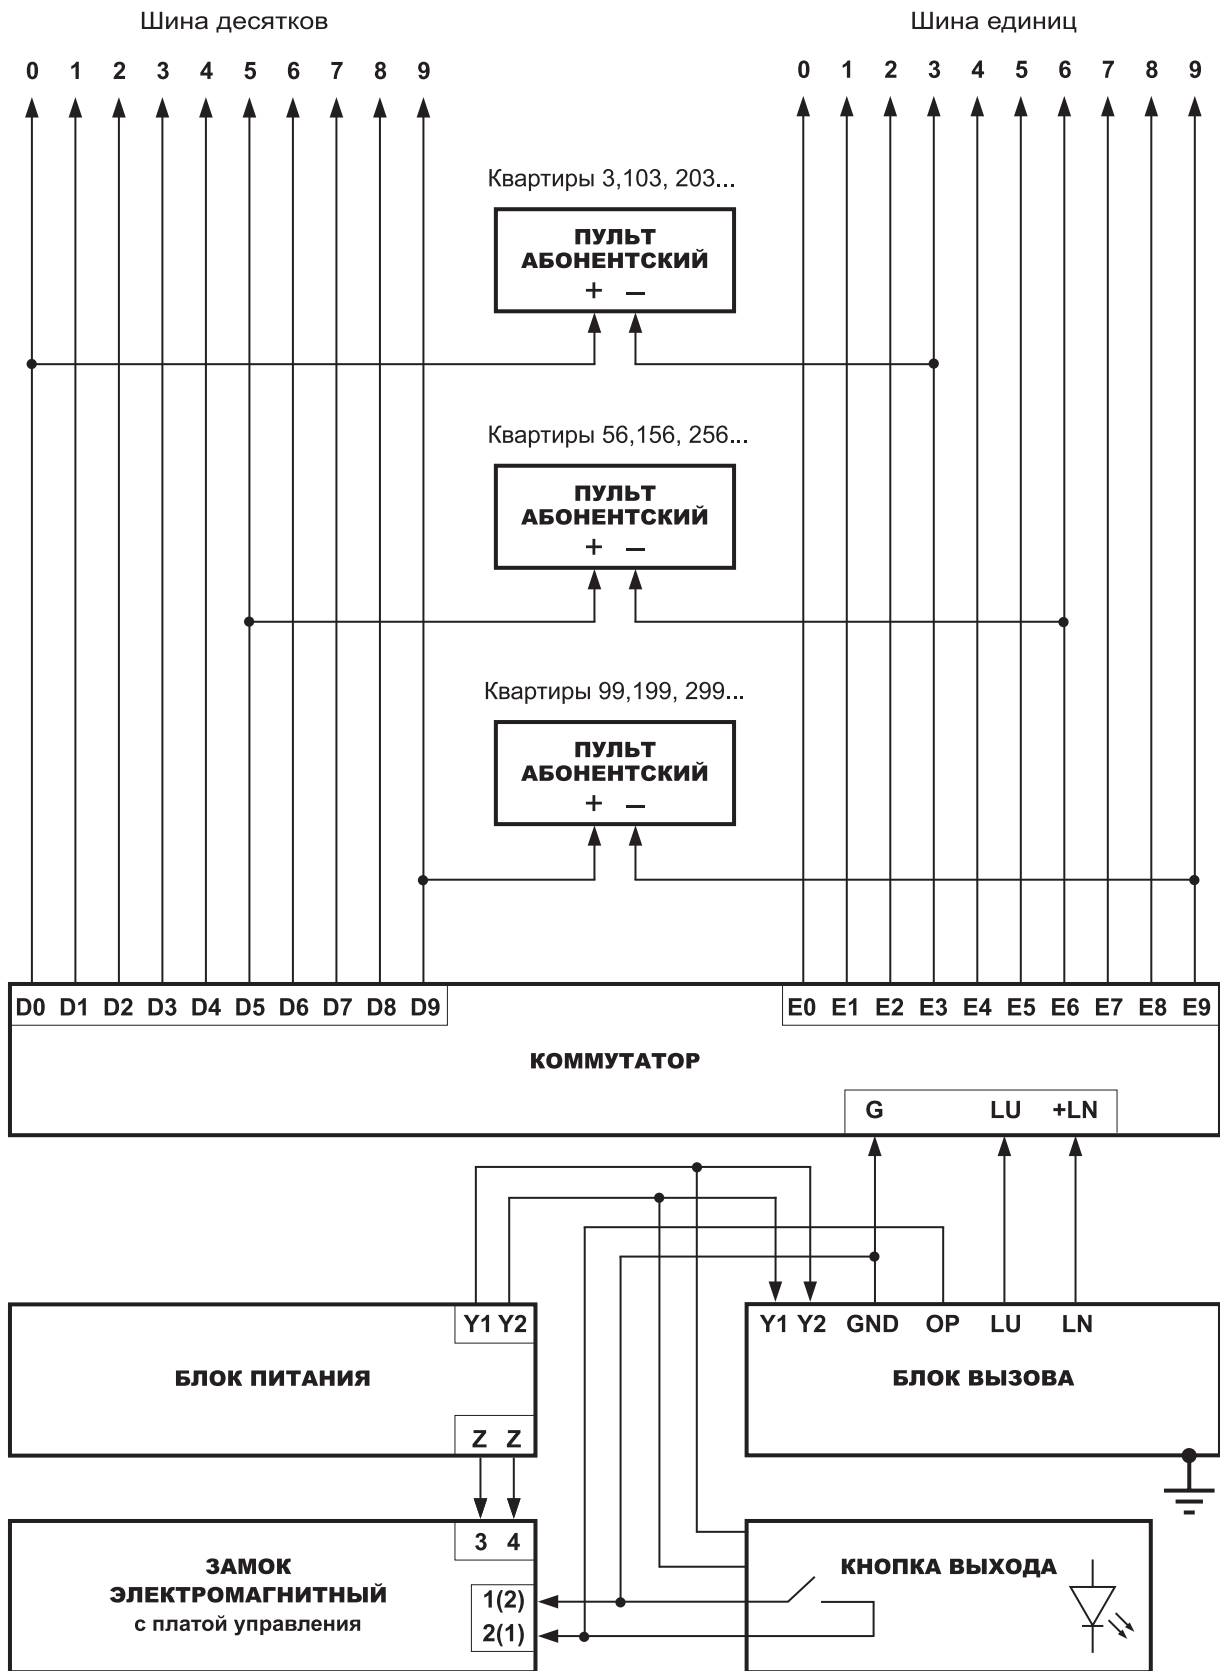 Шина десятков
Шина единиц
0 1 2 3 4 5 6 7 8 9
0 1 2 3 4 5 6 7 8 9
Квартиры 3,103, 203...
ПУЛЬТ
АБОНЕНТСКИЙ
+ –
Квартиры 56,156, 256...
ПУЛЬТ
АБОНЕНТСКИЙ
+ –
Квартиры 99,199, 299...
ПУЛЬТ
АБОНЕНТСКИЙ
+ –
D0 D1 D2 D3 D4 D5 D6 D7 D8 D9
E0 E1 E2 E3 E4 E5 E6 E7 E8 E9
КОММУТАТОР
G LU +LN
Y1 Y2
БЛОК ПИТАНИЯ
Z Z
Y1 Y2 GND OP LU LN
БЛОК ВЫЗОВА
3 4
ЗАМОК
ЭЛЕКТРОМАГНИТНЫЙ
с платой управления
1(2)
2(1)
КНОПКА ВЫХОДА